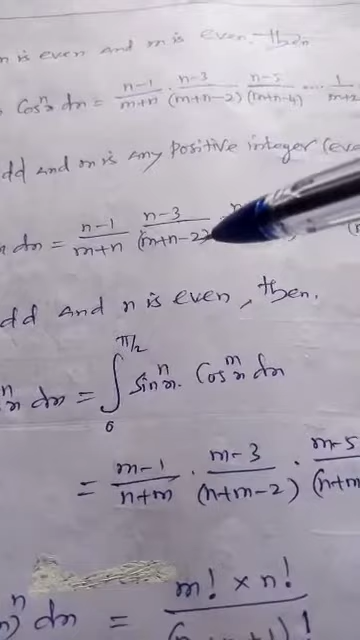 n is even and m is even. then
cosⁿx dx = n-1/m+n · n-3/(m+n-2) · n-5/(m+n-4) .... 1/m+2
dd and m is any positive integer (eve
dx = n-1/m+n · n-3/(m+n-2)
dd and n is even, then.
ⁿx dx = ∫₀^π/2 sinⁿx. cosᵐx dx
= m-1/n+m · m-3/(n+m-2) · m-5/(n+m
n)ⁿ dx = m! × n!/